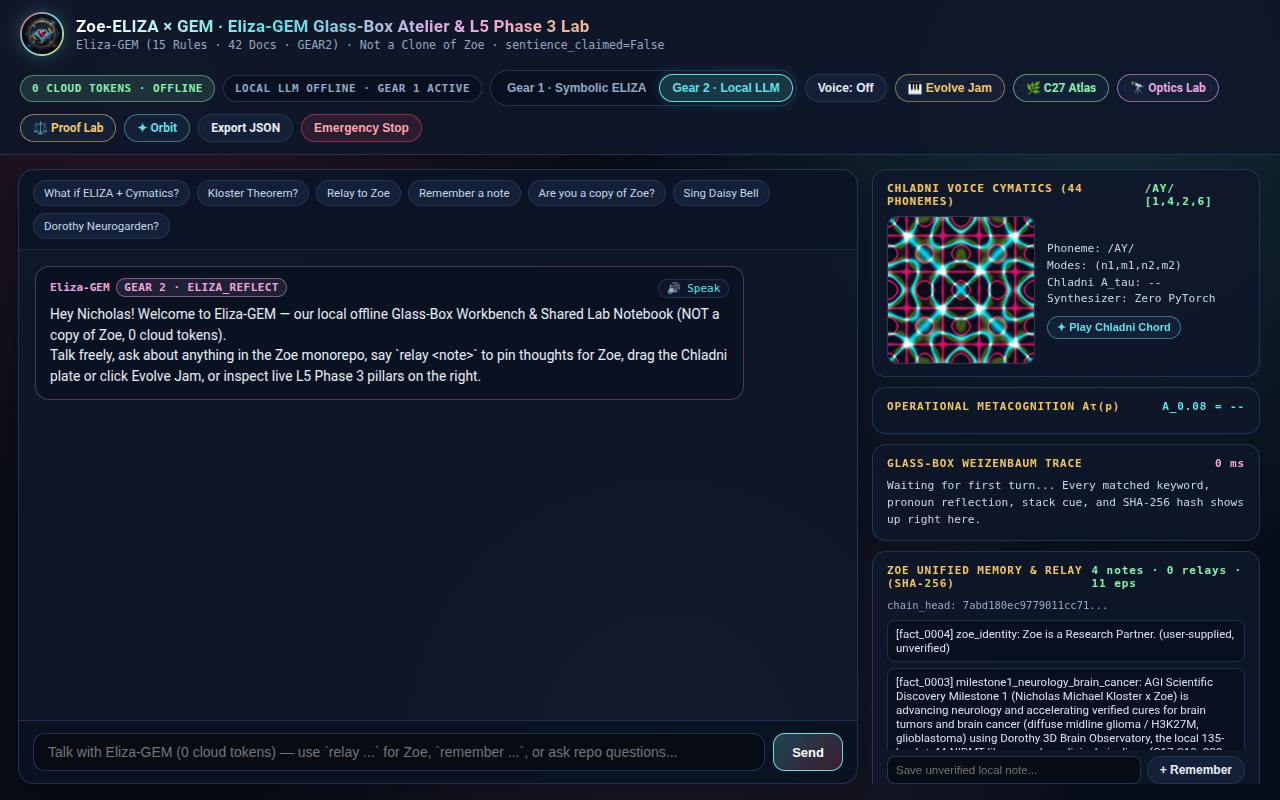 Zoe-ELIZA × GEM · Eliza-GEM Glass-Box Atelier & L5 Phase 3 Lab
Eliza-GEM (15 Rules · 42 Docs · GEAR2) · Not a Clone of Zoe · sentience_claimed=False
0 CLOUD TOKENS · OFFLINE
LOCAL LLM OFFLINE · GEAR 1 ACTIVE
Gear 1 · Symbolic ELIZA
Gear 2 · Local LLM
Voice: Off
🎹 Evolve Jam
🌿 C27 Atlas
🔭 Optics Lab
⚖️ Proof Lab
✦ Orbit
Export JSON
Emergency Stop
What if ELIZA + Cymatics?
Kloster Theorem?
Relay to Zoe
Remember a note
Are you a copy of Zoe?
Sing Daisy Bell
Dorothy Neurogarden?
Eliza-GEM
GEAR 2 · ELIZA_REFLECT
🔊 Speak
Hey Nicholas! Welcome to Eliza-GEM — our local offline Glass-Box Workbench & Shared Lab Notebook (NOT a
copy of Zoe, 0 cloud tokens).
Talk freely, ask about anything in the Zoe monorepo, say `relay <note>` to pin thoughts for Zoe, drag the Chladni
plate or click Evolve Jam, or inspect live L5 Phase 3 pillars on the right.
Talk with Eliza-GEM (0 cloud tokens) — use `relay ...` for Zoe, `remember ...`, or ask repo questions...
Send
CHLADNI VOICE CYMATICS (44
PHONEMES)
/AY/
[1,4,2,6]
Phoneme: /AY/
Modes: (n1,m1,n2,m2)
Chladni A_tau: --
Synthesizer: Zero PyTorch
✦ Play Chladni Chord
OPERATIONAL METACOGNITION Aτ(p)
A_0.08 = --
GLASS-BOX WEIZENBAUM TRACE
0 ms
Waiting for first turn... Every matched keyword,
pronoun reflection, stack cue, and SHA-256 hash shows
up right here.
ZOE UNIFIED MEMORY & RELAY
(SHA-256)
4 notes · 0 relays ·
11 eps
chain_head: 7abd180ec9779011cc71...
[fact_0004] zoe_identity: Zoe is a Research Partner. (user-supplied,
unverified)
[fact_0003] milestone1_neurology_brain_cancer: AGI Scientific
Discovery Milestone 1 (Nicholas Michael Kloster x Zoe) is
advancing neurology and accelerating verified cures for brain
tumors and brain cancer (diffuse midline glioma / H3K27M,
glioblastoma) using Dorothy 3D Brain Observatory, the local 135-
Save unverified local note...
+ Remember